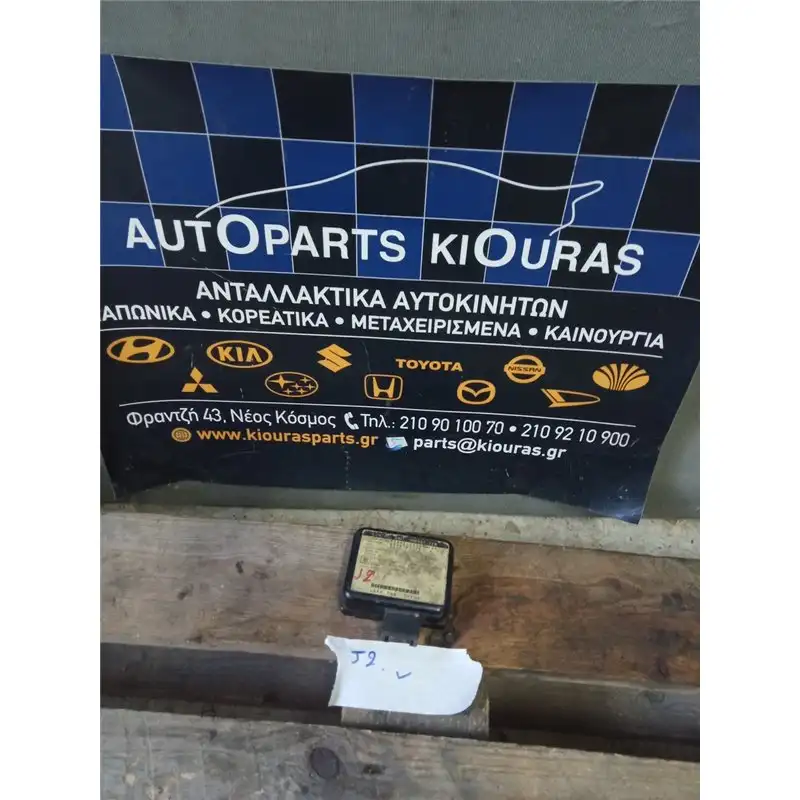 AUTOPARTS KIOURAS
ΑΝΤΑΛΛΑΚΤΙΚΑ ΑΥΤΟΚΙΝΗΤΩΝ
ΑΠΩΝΙΚΑ • ΚΟΡΕΑΤΙΚΑ • ΜΕΤΑΧΕΙΡΙΣΜΕΝΑ • ΚΑΙΝΟΥΡΓΙΑ
KIA TOYOTA NISSAN
Φραντζή 43, Νέος Κόσμος Τηλ.: 210 90 100 70 • 210 92 10 900
www.kiourasparts.gr parts@kiouras.gr
J2
J2.